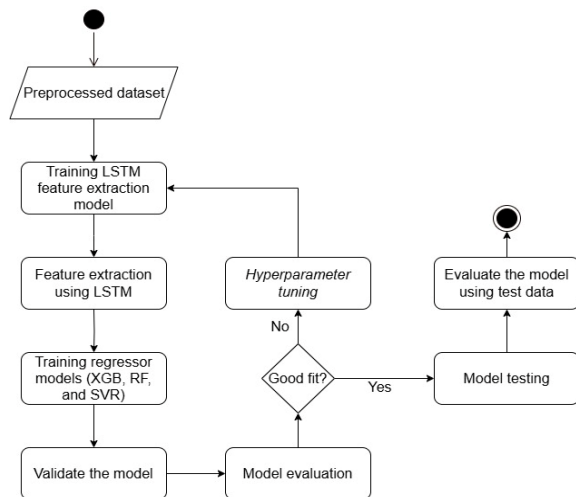 Preprocessed dataset
Training LSTM
feature extraction
model
Feature extraction
using LSTM
Training regressor
models (XGB, RF,
and SVR)
Validate the model
Model evaluation
Good fit?
No
Hyperparameter
tuning
Yes
Model testing
Evaluate the model
using test data